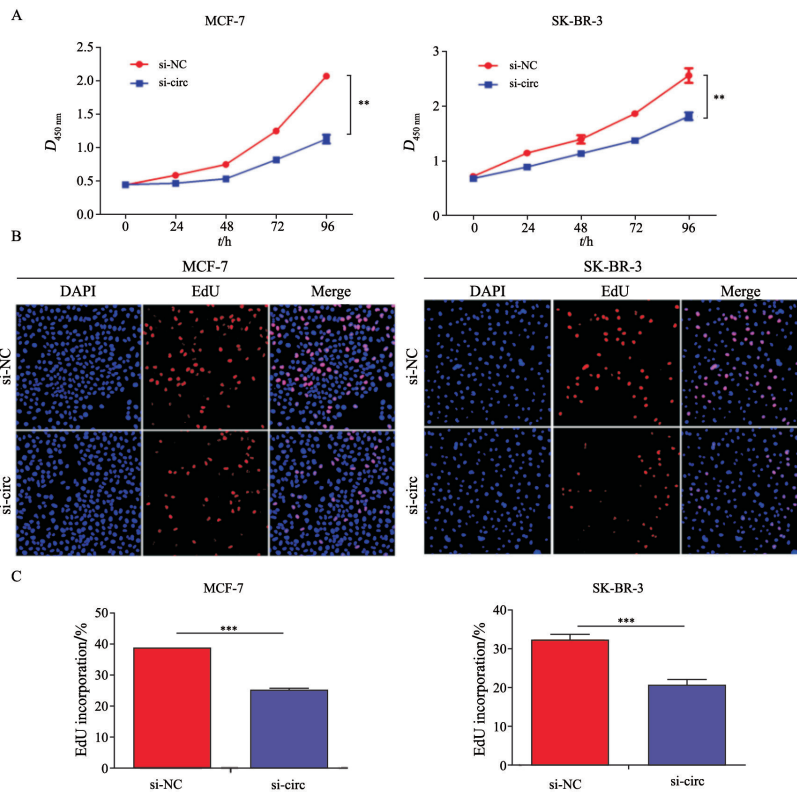 A
MCF-7
SK-BR-3
si-NC
si-circ
**
D450 nm
2.5
2.0
1.5
1.0
0.5
0.0
0 24 48 72 96
t/h
si-NC
si-circ
**
D450 nm
3
2
1
0
0 24 48 72 96
t/h
B
MCF-7
SK-BR-3
DAPI EdU Merge
DAPI EdU Merge
si-NC
si-circ
si-NC
si-circ
C
MCF-7
SK-BR-3
EdU incorporation/%
50
40
30
20
10
0
***
si-NC si-circ
EdU incorporation/%
40
30
20
10
0
***
si-NC si-circ